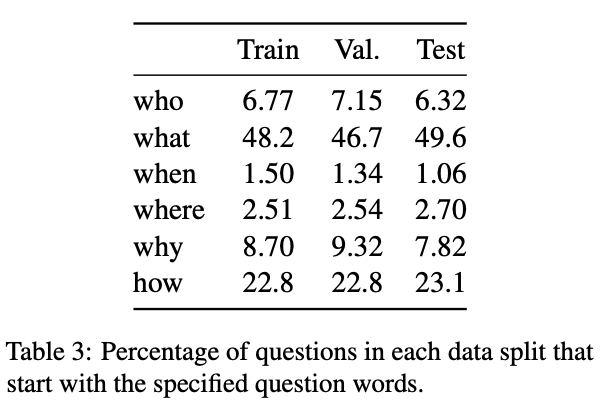 Train Val. Test
who 6.77 7.15 6.32
what 48.2 46.7 49.6
when 1.50 1.34 1.06
where 2.51 2.54 2.70
why 8.70 9.32 7.82
how 22.8 22.8 23.1
Table 3: Percentage of questions in each data split that
start with the specified question words.